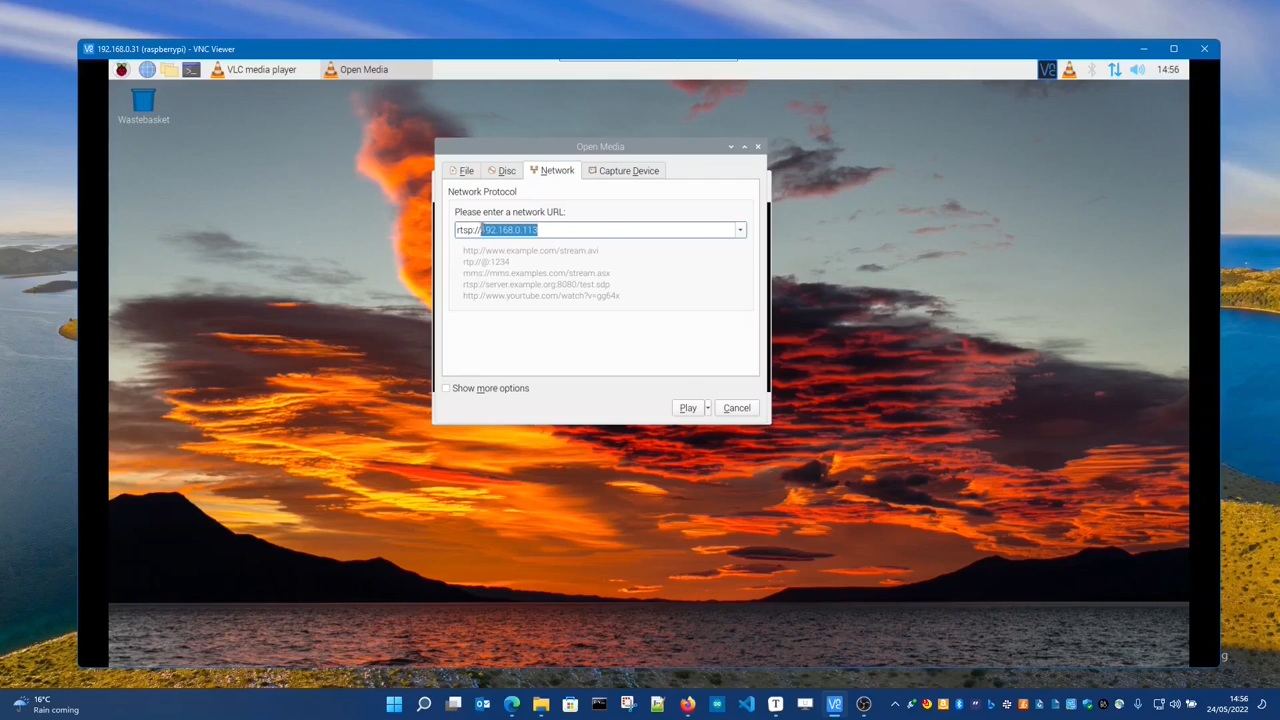 192.168.0.31 (raspberrypi) - VNC Viewer
VLC media player
Open Media
14:56
Wastebasket
Open Media
File
Disc
Network
Capture Device
Network Protocol
Please enter a network URL:
rtsp://192.168.0.113
http://www.example.com/stream.avi
rtp://@:1234
mms://mms.examples.com/stream.asx
rtsp://server.example.org:8080/test.sdp
http://www.yourtube.com/watch?v=gg64x
Show more options
Play
Cancel
16°C
Rain coming
14:56
24/05/2022